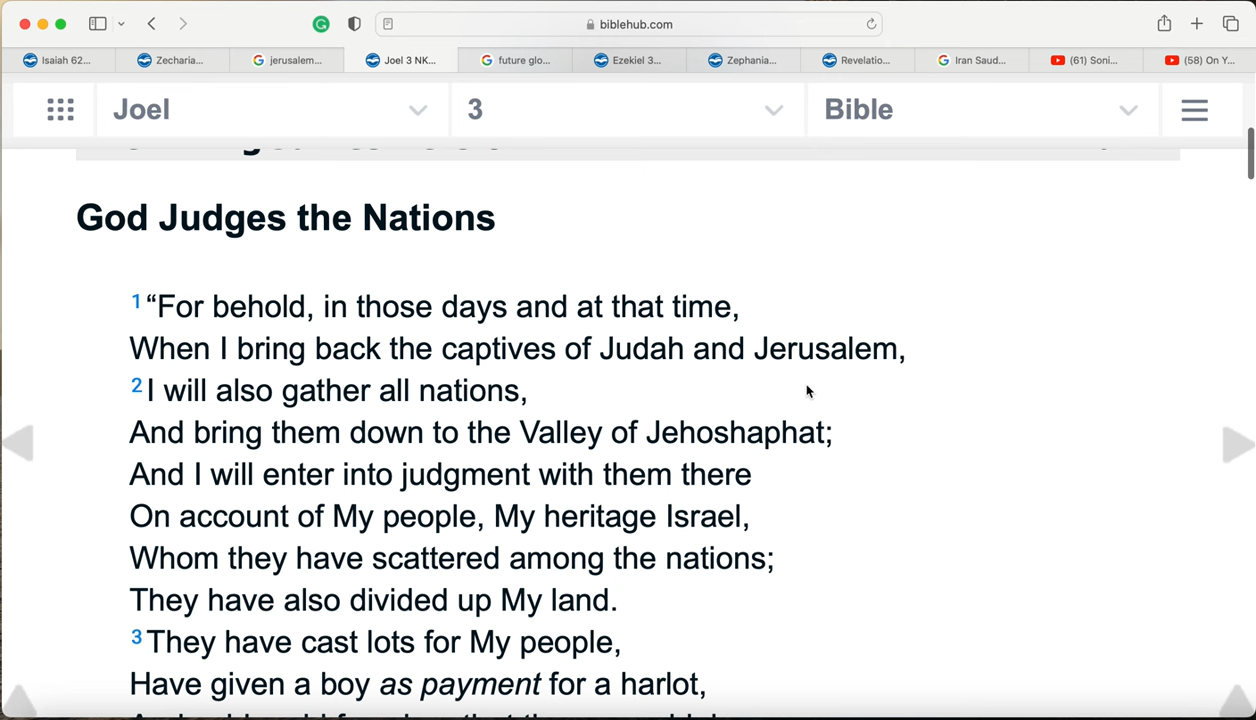 biblehub.com
Isaiah 62...
Zecharia...
jerusalem...
Joel 3 NK...
future glo...
Ezekiel 3...
Zephania...
Revelatio...
Iran Saud...
(61) Soni...
(58) On Y...
Joel
3
Bible
God Judges the Nations
1 “For behold, in those days and at that time,
When I bring back the captives of Judah and Jerusalem,
2 I will also gather all nations,
And bring them down to the Valley of Jehoshaphat;
And I will enter into judgment with them there
On account of My people, My heritage Israel,
Whom they have scattered among the nations;
They have also divided up My land.
3 They have cast lots for My people,
Have given a boy as payment for a harlot,